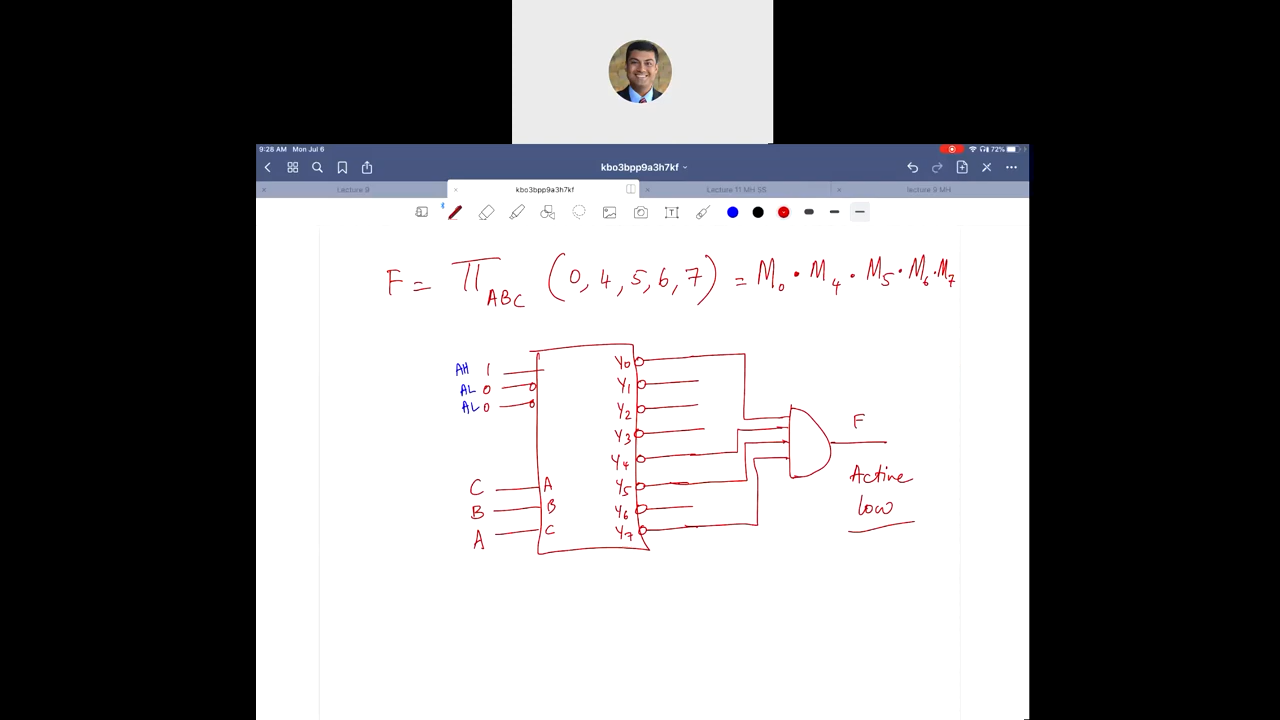 9:28 AM Mon Jul 6
72%
kbo3bpp9a3h7kf
Lecture 9
kbo3bpp9a3h7kf
Lecture 11 MH SS
lecture 9 MH
T
F = Π ABC (0, 4, 5, 6, 7) = M0 · M4 · M5 · M6 · M7
AH 1
AL 0
AL 0
C A
B B
A C
Y0
Y1
Y2
Y3
Y4
Y5
Y6
Y7
F
Active
low